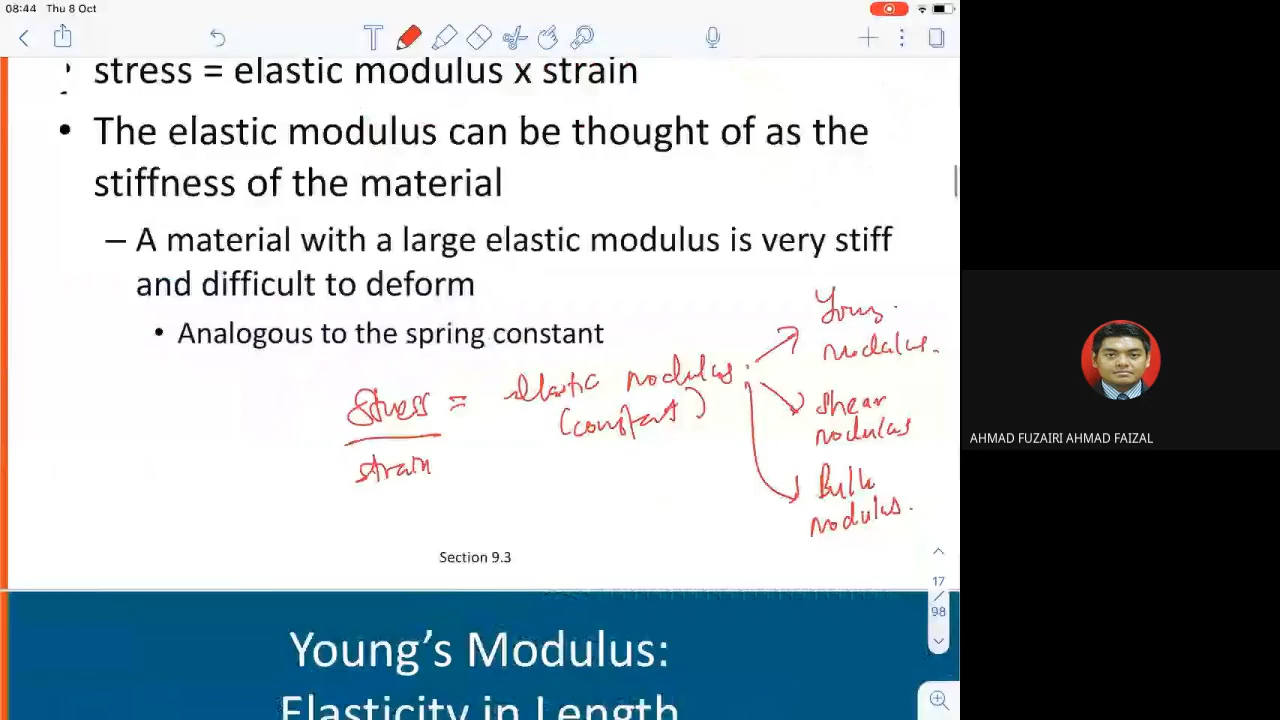 08:44 Thu 8 Oct
stress = elastic modulus x strain
• The elastic modulus can be thought of as the
stiffness of the material
– A material with a large elastic modulus is very stiff
and difficult to deform
• Analogous to the spring constant
Stress = elastic modulus
(constant)
strain
Young
modulus.
shear
modulus
Bulk
modulus.
Section 9.3
17
/
98
Young's Modulus:
Elasticity in Length
AHMAD FUZAIRI AHMAD FAIZAL